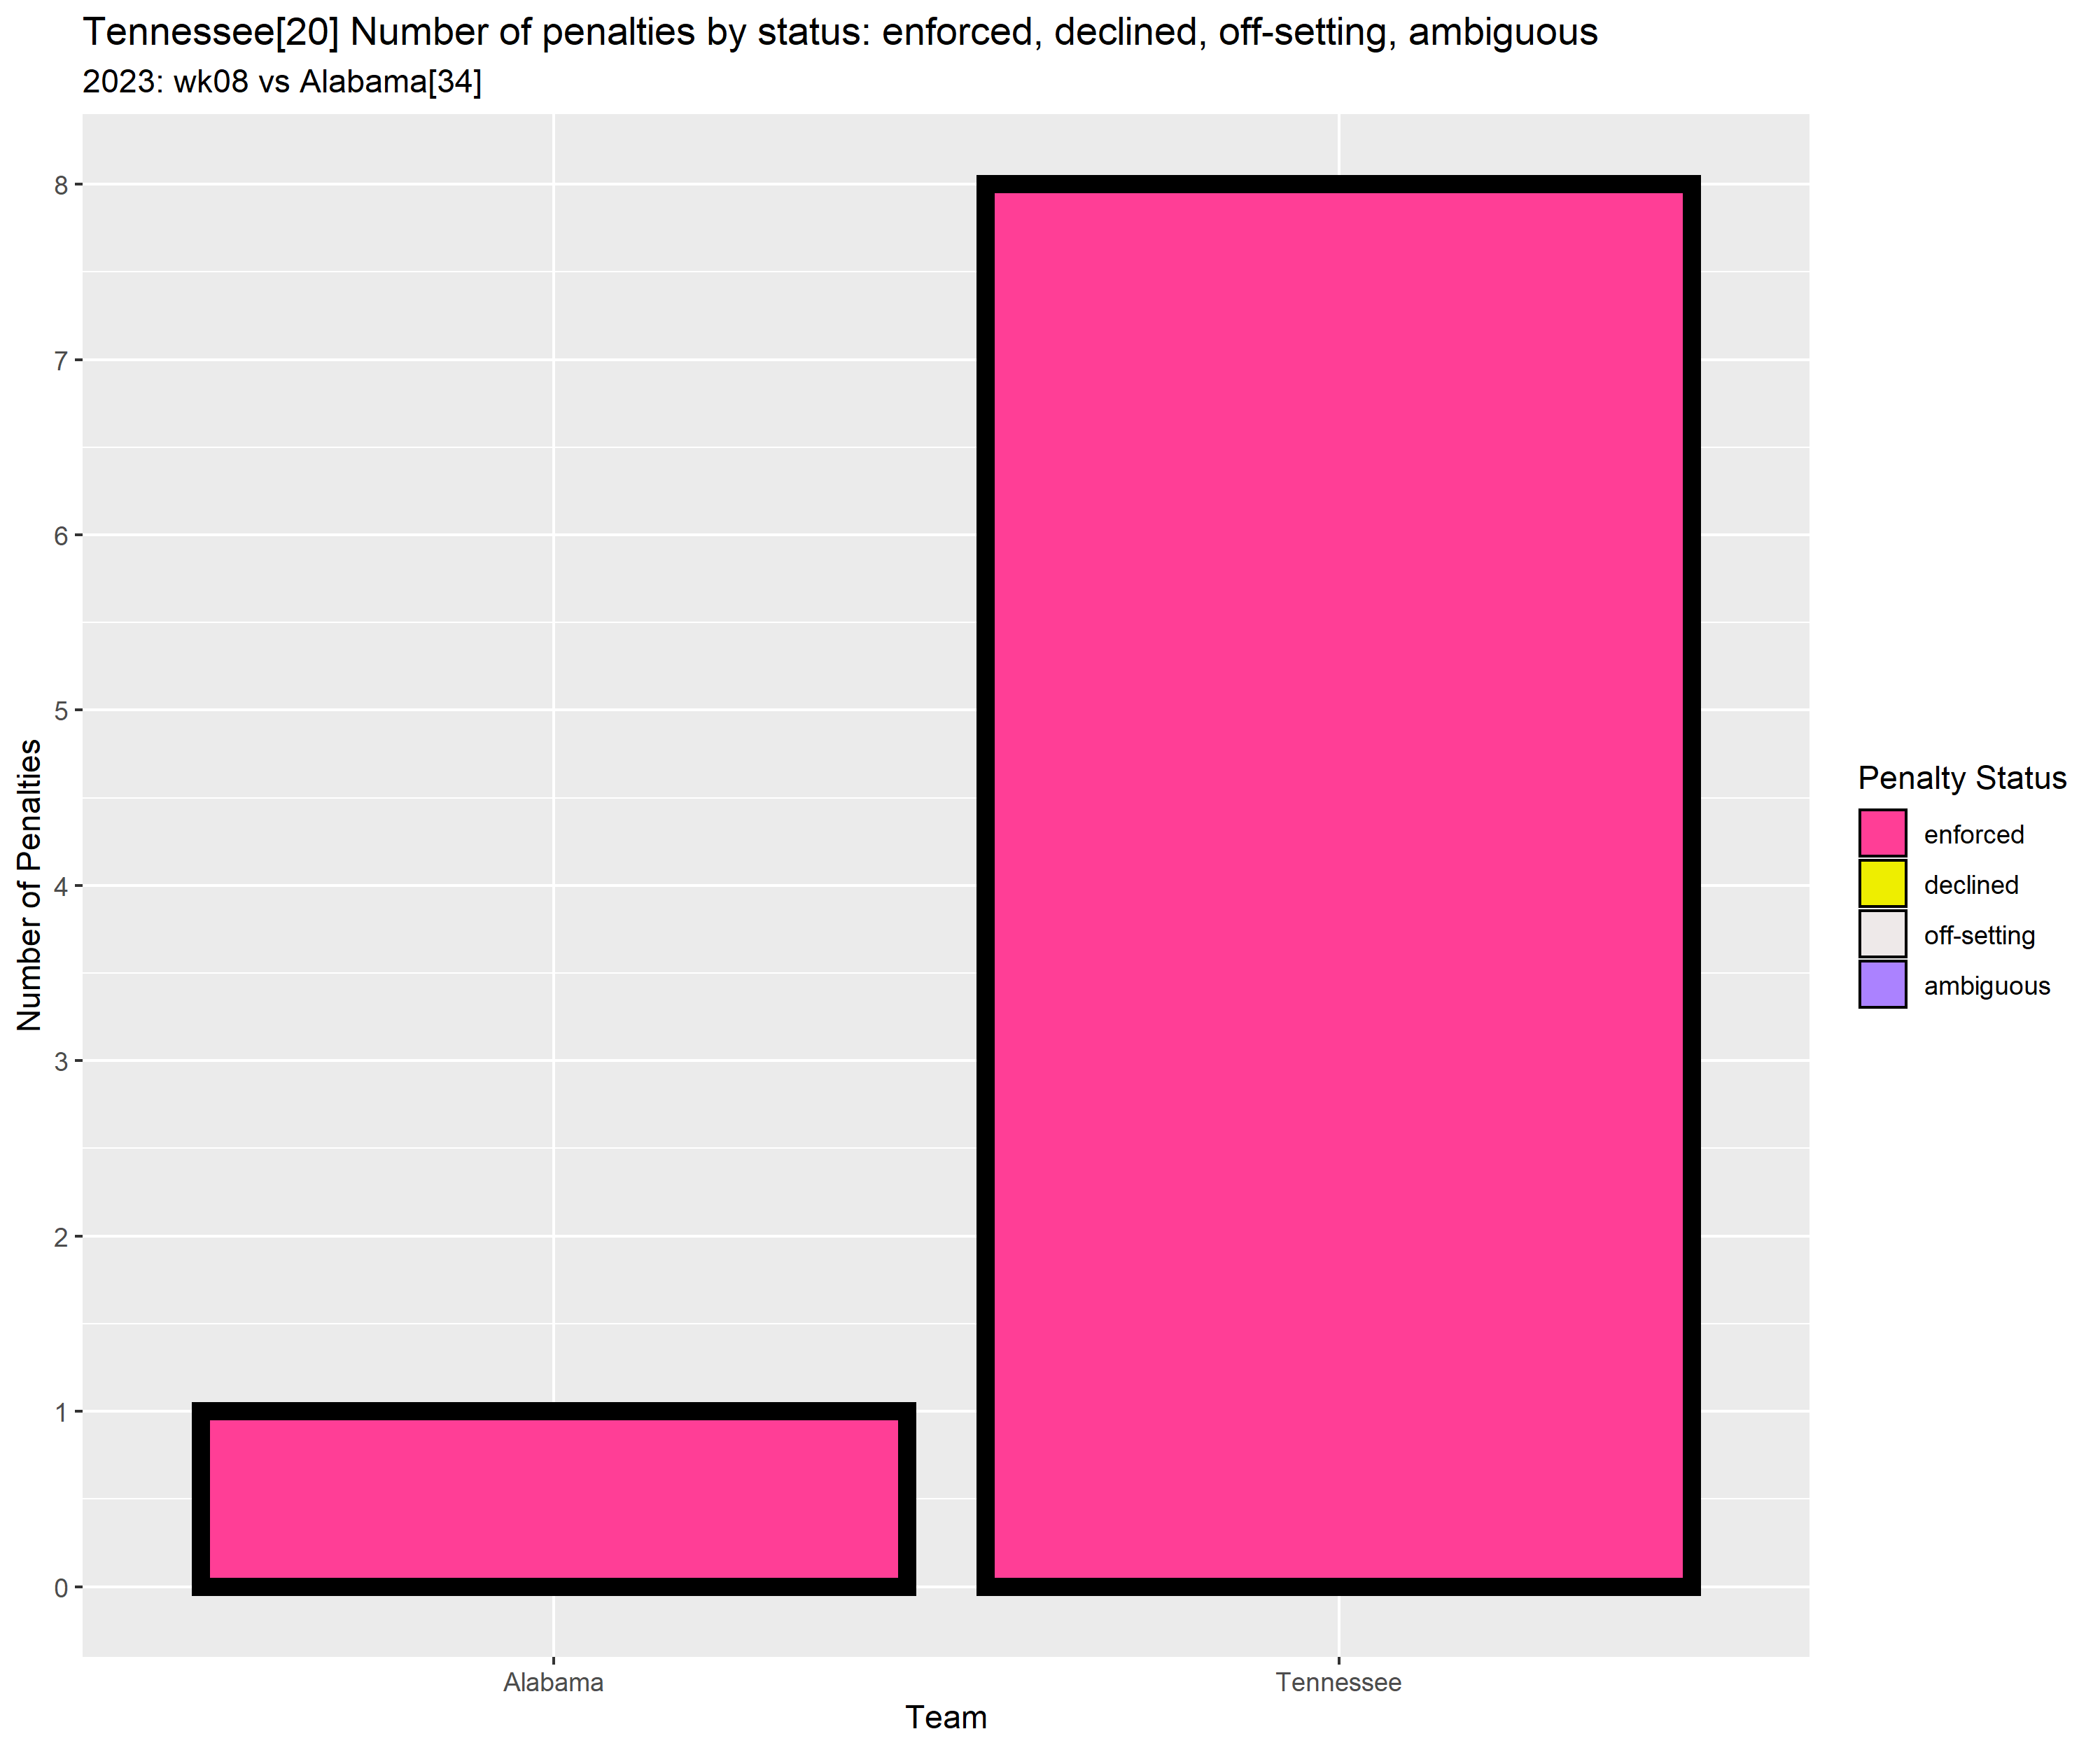 Tennessee[20] Number of penalties by status: enforced, declined, off-setting, ambiguous
2023: wk08 vs Alabama[34]
Number of Penalties
8
7
6
5
4
3
2
1
0
Alabama
Tennessee
Team
Penalty Status
enforced
declined
off-setting
ambiguous